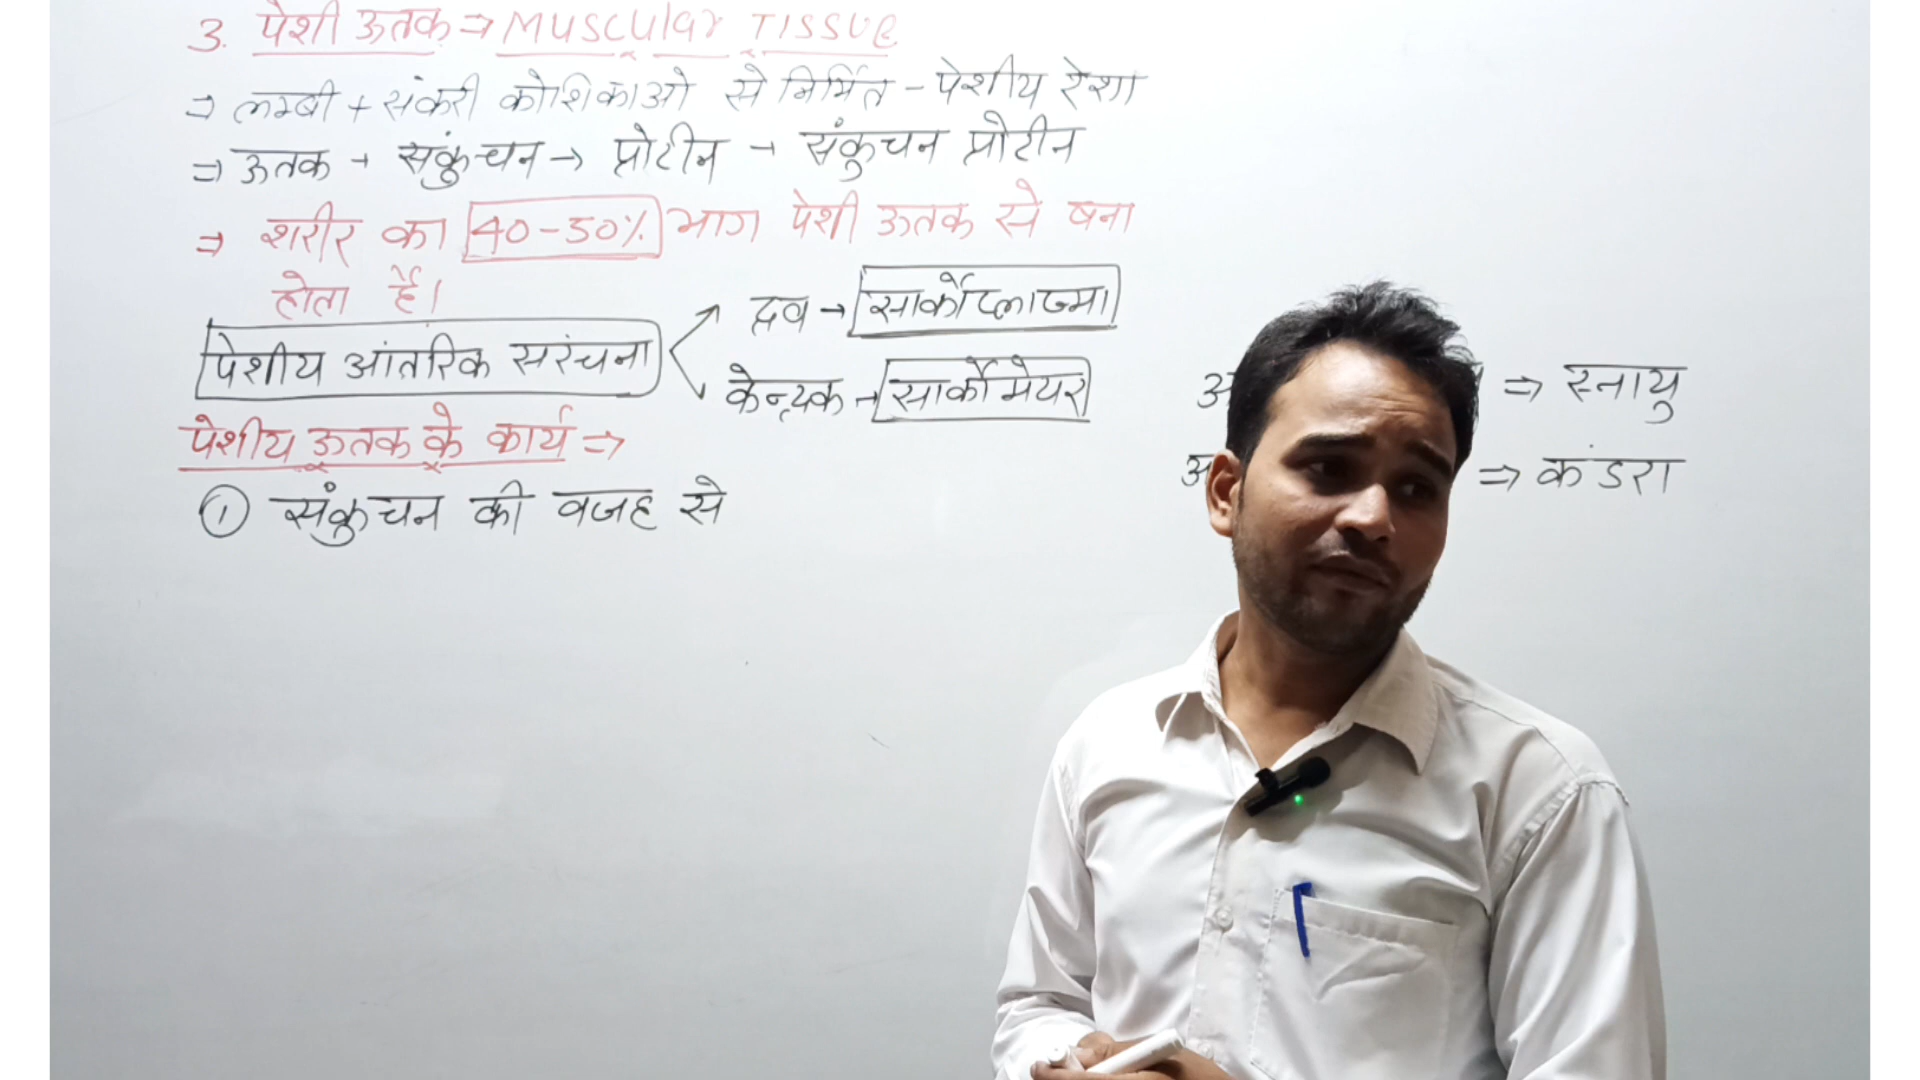 3. पेशी ऊतक ⇒ MUSCULAR TISSUE
⇒ लम्बी + संकरी कोशिकाओ से निर्मित - पेशीय रेशा
⇒ ऊतक → संकुचन → प्रोटीन → संकुचन प्रोटीन
⇒ शरीर का 40-50% भाग पेशी ऊतक से बना
होता है।
पेशीय आंतरिक सरंचना
द्रव → सार्कोप्लाज्मा
केन्द्रक → सार्कोमेयर
पेशीय ऊतक के कार्य ⇒
① संकुचन की वजह से
⇒ स्नायु
⇒ कंडरा